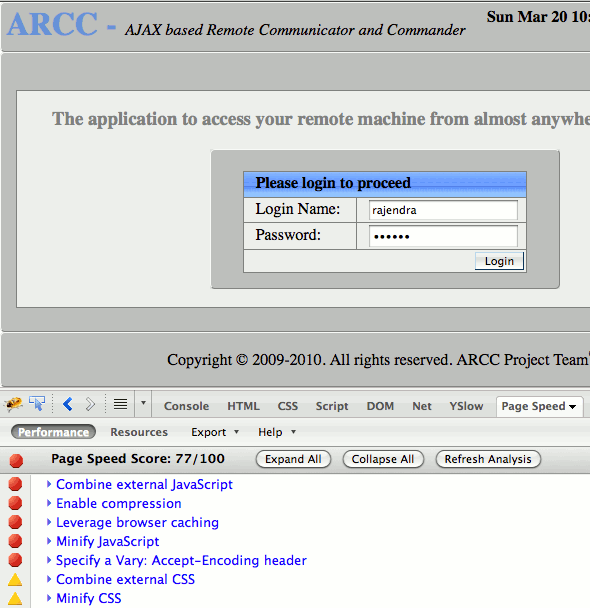 ARCC - AJAX based Remote Communicator and Commander Sun Mar 20 10:
The application to access your remote machine from almost anywhe
Please login to proceed
Login Name: rajendra
Password: ••••••
Login
Copyright © 2009-2010. All rights reserved. ARCC Project Team
Console HTML CSS Script DOM Net YSlow Page Speed
Performance Resources Export Help
Page Speed Score: 77/100 Expand All Collapse All Refresh Analysis
Combine external JavaScript
Enable compression
Leverage browser caching
Minify JavaScript
Specify a Vary: Accept-Encoding header
Combine external CSS
Minify CSS